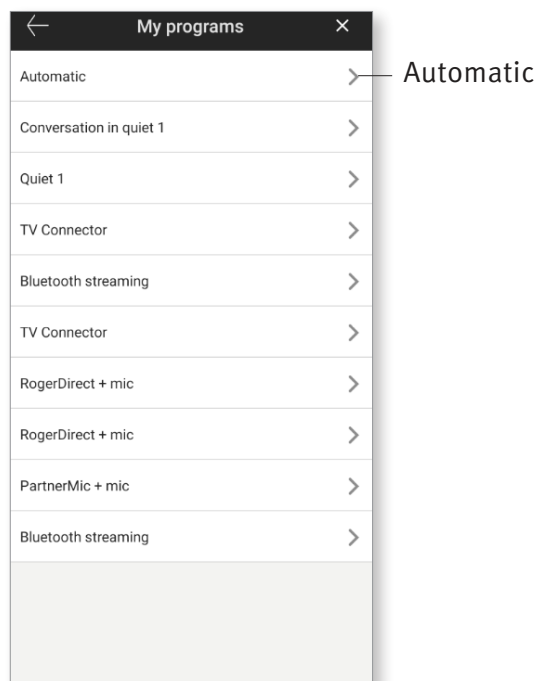 My programs
Automatic
Automatic
Conversation in quiet 1
Quiet 1
TV Connector
Bluetooth streaming
TV Connector
RogerDirect + mic
RogerDirect + mic
PartnerMic + mic
Bluetooth streaming